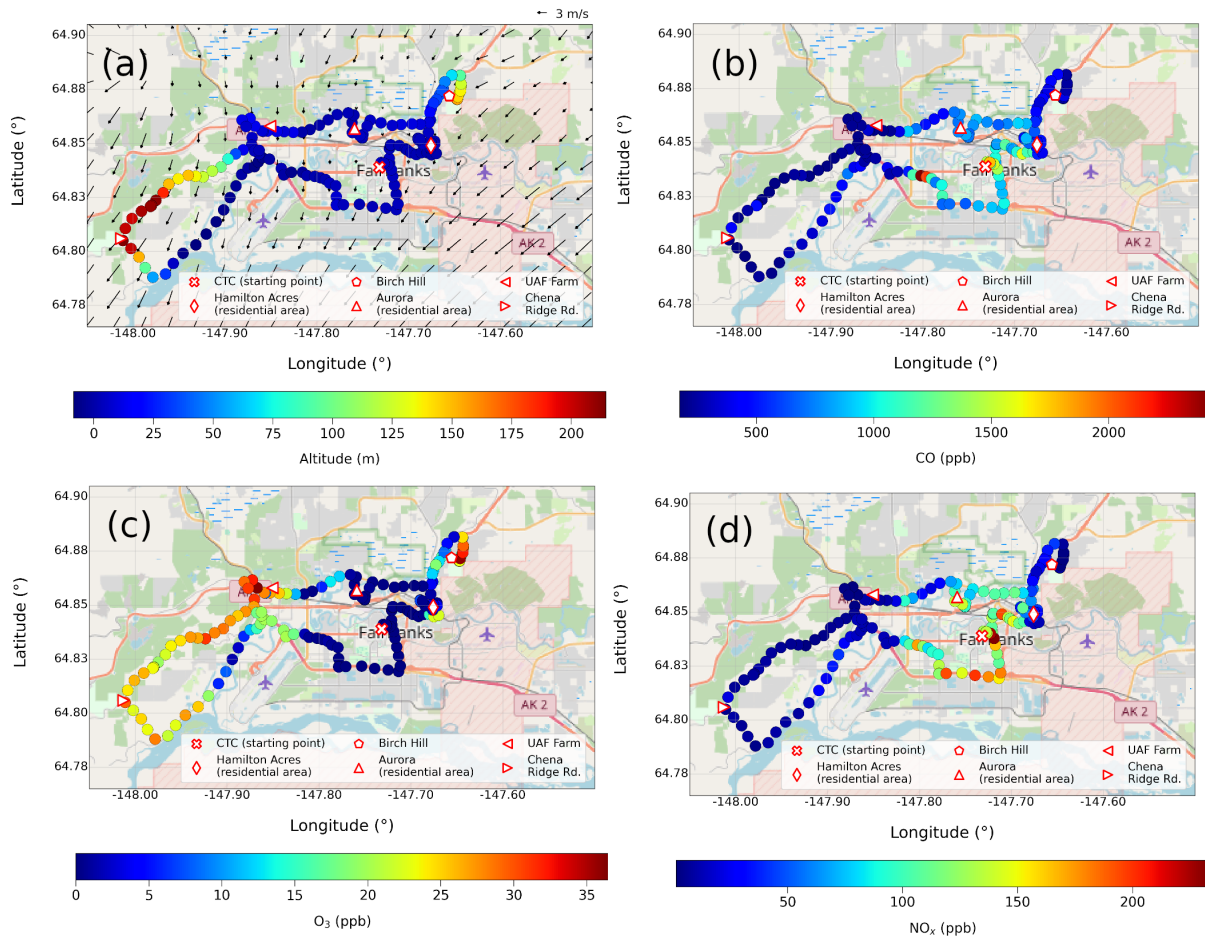 3 m/s
(a)
64.90
64.88
64.85
64.83
64.80
64.78
Latitude (°)
Fairbanks
AK 2
CTC (starting point)
Hamilton Acres
(residential area)
Birch Hill
Aurora
(residential area)
UAF Farm
Chena
Ridge Rd.
-148.00
-147.90
-147.80
-147.70
-147.60
Longitude (°)
0
25
50
75
100
125
150
175
200
Altitude (m)
(b)
64.90
64.88
64.85
64.83
64.80
64.78
Latitude (°)
Fairbanks
AK 2
CTC (starting point)
Hamilton Acres
(residential area)
Birch Hill
Aurora
(residential area)
UAF Farm
Chena
Ridge Rd.
-148.00
-147.90
-147.80
-147.70
-147.60
Longitude (°)
500
1000
1500
2000
CO (ppb)
(c)
64.90
64.88
64.85
64.83
64.80
64.78
Latitude (°)
Fairbanks
AK 2
CTC (starting point)
Hamilton Acres
(residential area)
Birch Hill
Aurora
(residential area)
UAF Farm
Chena
Ridge Rd.
-148.00
-147.90
-147.80
-147.70
-147.60
Longitude (°)
0
5
10
15
20
25
30
35
O₃ (ppb)
(d)
64.90
64.88
64.85
64.83
64.80
64.78
Latitude (°)
Fairbanks
AK 2
CTC (starting point)
Hamilton Acres
(residential area)
Birch Hill
Aurora
(residential area)
UAF Farm
Chena
Ridge Rd.
-148.00
-147.90
-147.80
-147.70
-147.60
Longitude (°)
50
100
150
200
NOₓ (ppb)